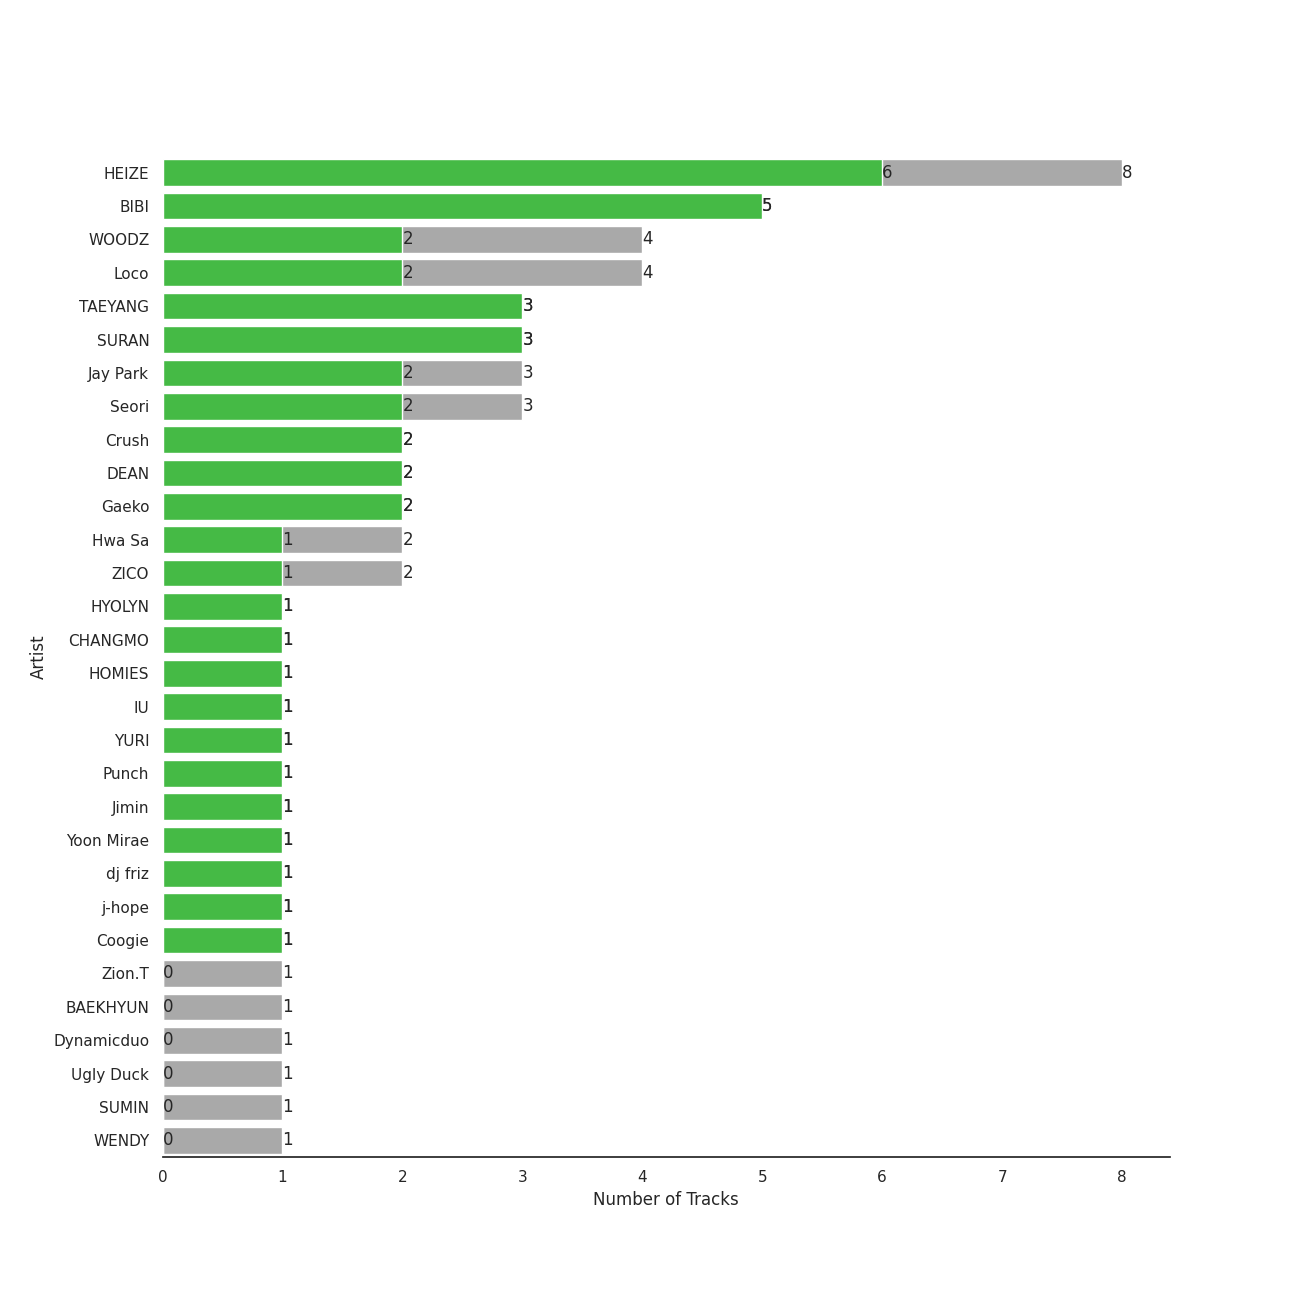 HEIZE 6 8
BIBI 5
WOODZ 2 4
Loco 2 4
TAEYANG 3
SURAN 3
Jay Park 2 3
Seori 2 3
Crush 2
DEAN 2
Gaeko 2
Hwa Sa 1 2
ZICO 1 2
HYOLYN 1
CHANGMO 1
HOMIES 1
IU 1
YURI 1
Punch 1
Jimin 1
Yoon Mirae 1
dj friz 1
j-hope 1
Coogie 1
Zion.T 0 1
BAEKHYUN 0 1
Dynamicduo 0 1
Ugly Duck 0 1
SUMIN 0 1
WENDY 0 1
Artist
0 1 2 3 4 5 6 7 8
Number of Tracks